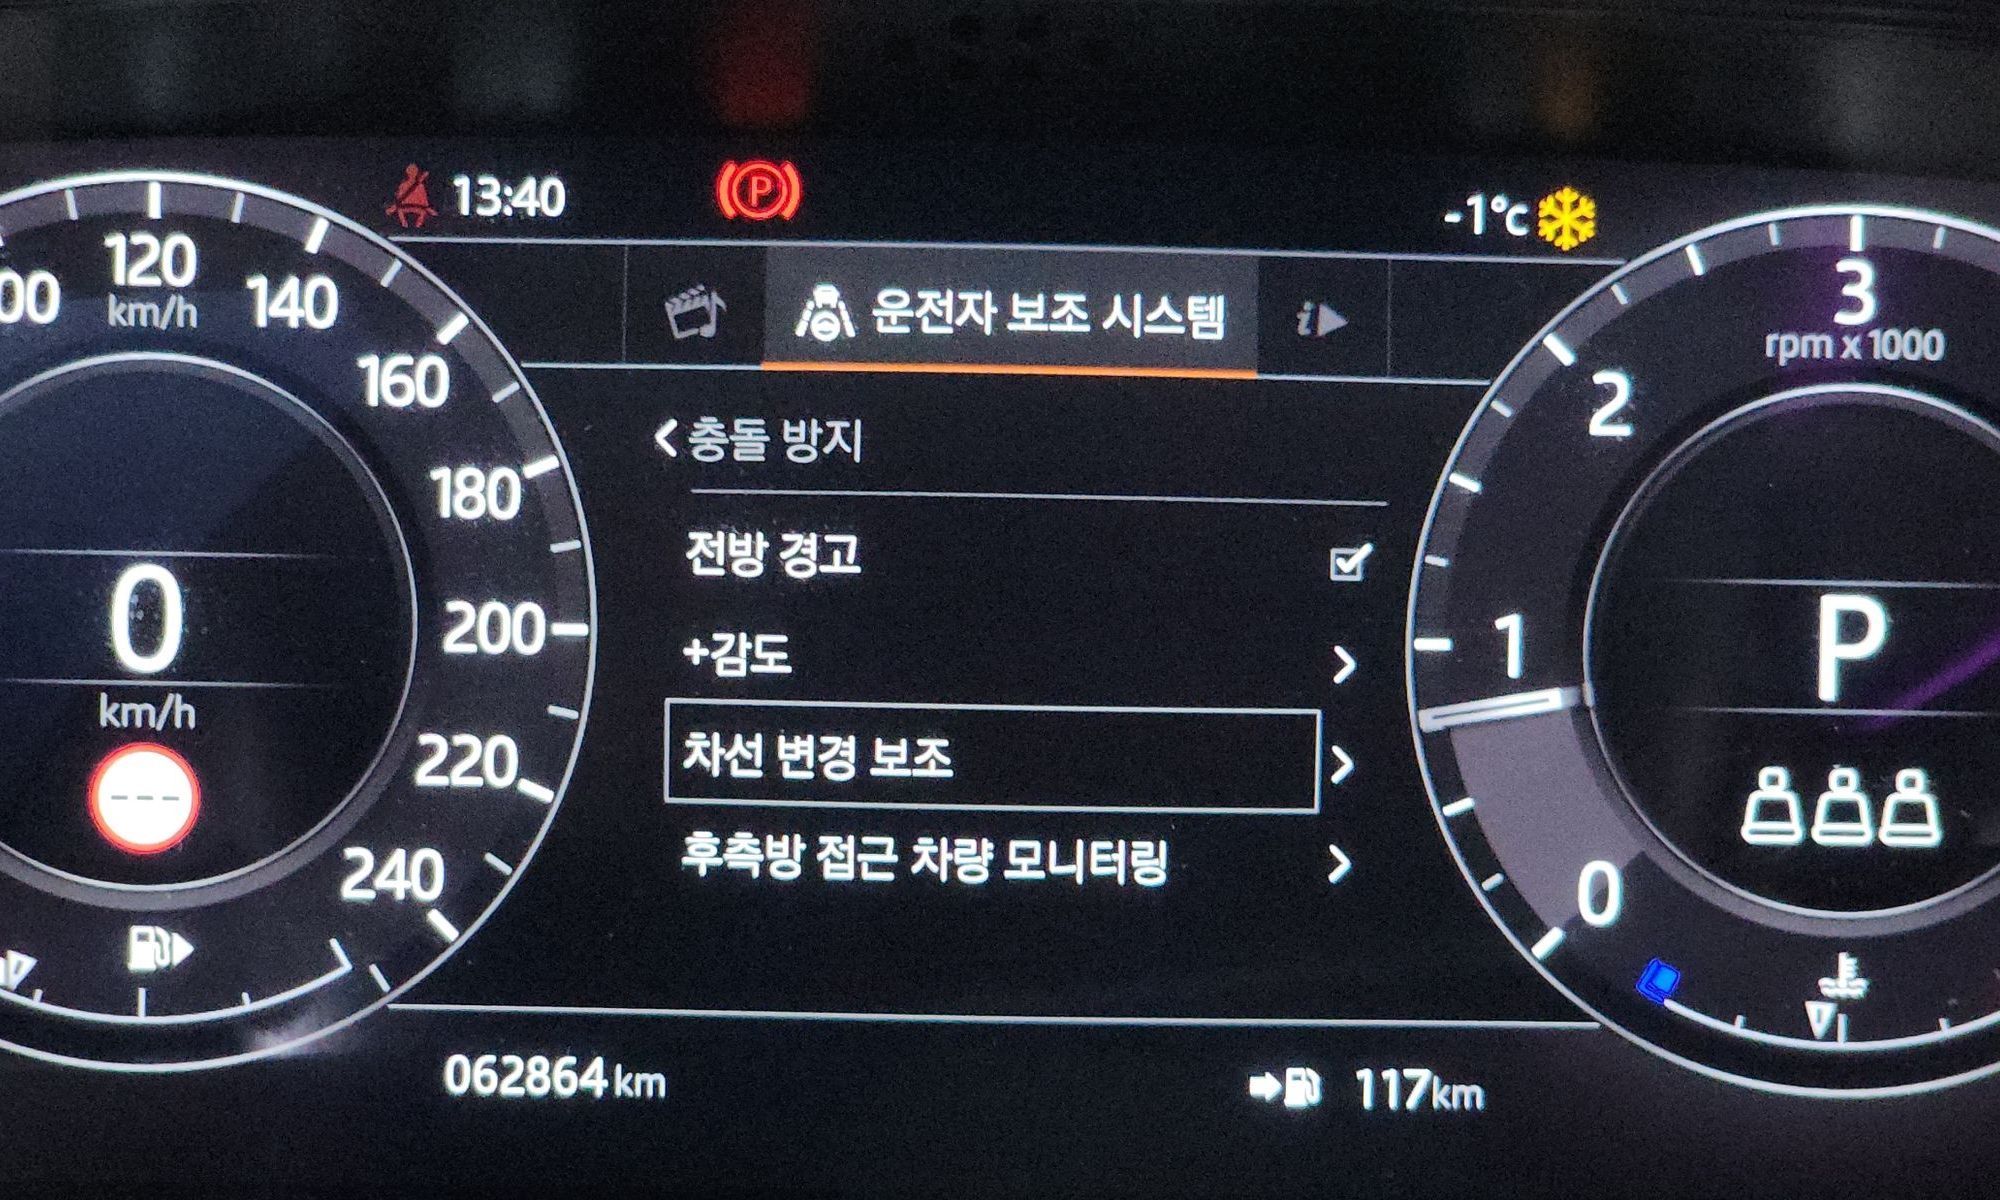 13:40
P
-1°C
운전자 보조 시스템
i
충돌 방지
전방 경고
+감도
차선 변경 보조
후측방 접근 차량 모니터링
00
120
km/h
140
160
180
200
220
240
0
km/h
---
3
rpm x 1000
2
1
0
P
062864 km
117km